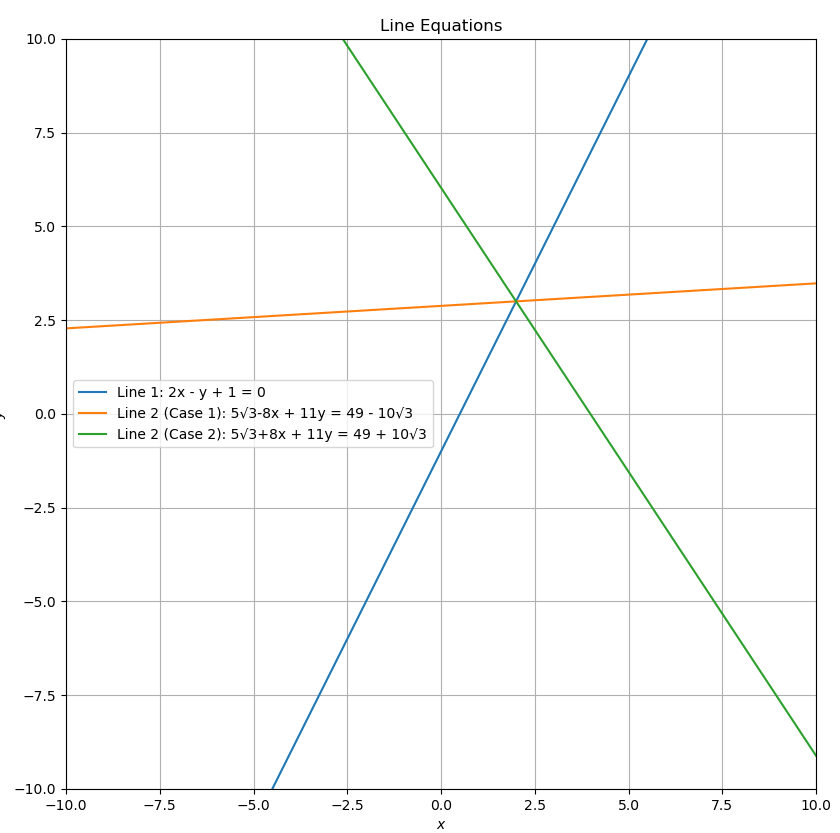 Line Equations
10.0
7.5
5.0
2.5
0.0
−2.5
−5.0
−7.5
−10.0
Line 1: 2x - y + 1 = 0
Line 2 (Case 1): 5√3-8x + 11y = 49 - 10√3
Line 2 (Case 2): 5√3+8x + 11y = 49 + 10√3
−10.0 −7.5 −5.0 −2.5 0.0 2.5 5.0 7.5 10.0
x